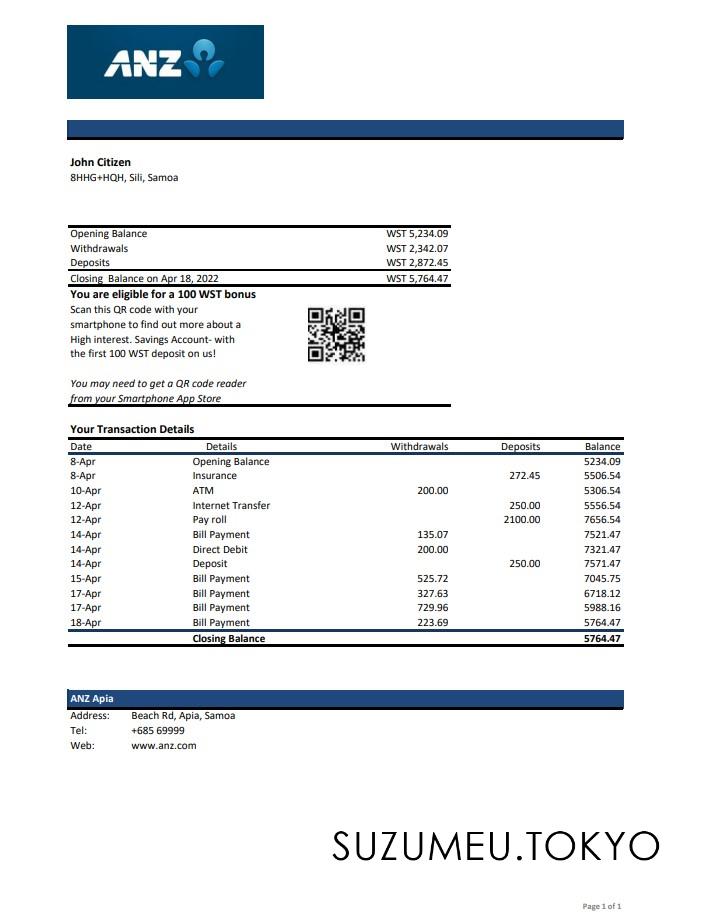 ANZ
John Citizen
8HHG+HQH, Sili, Samoa
Opening Balance WST 5,234.09
Withdrawals WST 2,342.07
Deposits WST 2,872.45
Closing Balance on Apr 18, 2022 WST 5,764.47
You are eligible for a 100 WST bonus
Scan this QR code with your
smartphone to find out more about a
High interest. Savings Account- with
the first 100 WST deposit on us!
You may need to get a QR code reader
from your Smartphone App Store
Your Transaction Details
Date Details Withdrawals Deposits Balance
8-Apr Opening Balance 5234.09
8-Apr Insurance 272.45 5506.54
10-Apr ATM 200.00 5306.54
12-Apr Internet Transfer 250.00 5556.54
12-Apr Pay roll 2100.00 7656.54
14-Apr Bill Payment 135.07 7521.47
14-Apr Direct Debit 200.00 7321.47
14-Apr Deposit 250.00 7571.47
15-Apr Bill Payment 525.72 7045.75
17-Apr Bill Payment 327.63 6718.12
17-Apr Bill Payment 729.96 5988.16
18-Apr Bill Payment 223.69 5764.47
Closing Balance 5764.47
ANZ Apia
Address: Beach Rd, Apia, Samoa
Tel: +685 69999
Web: www.anz.com
SUZUMEU.TOKYO
Page 1 of 1